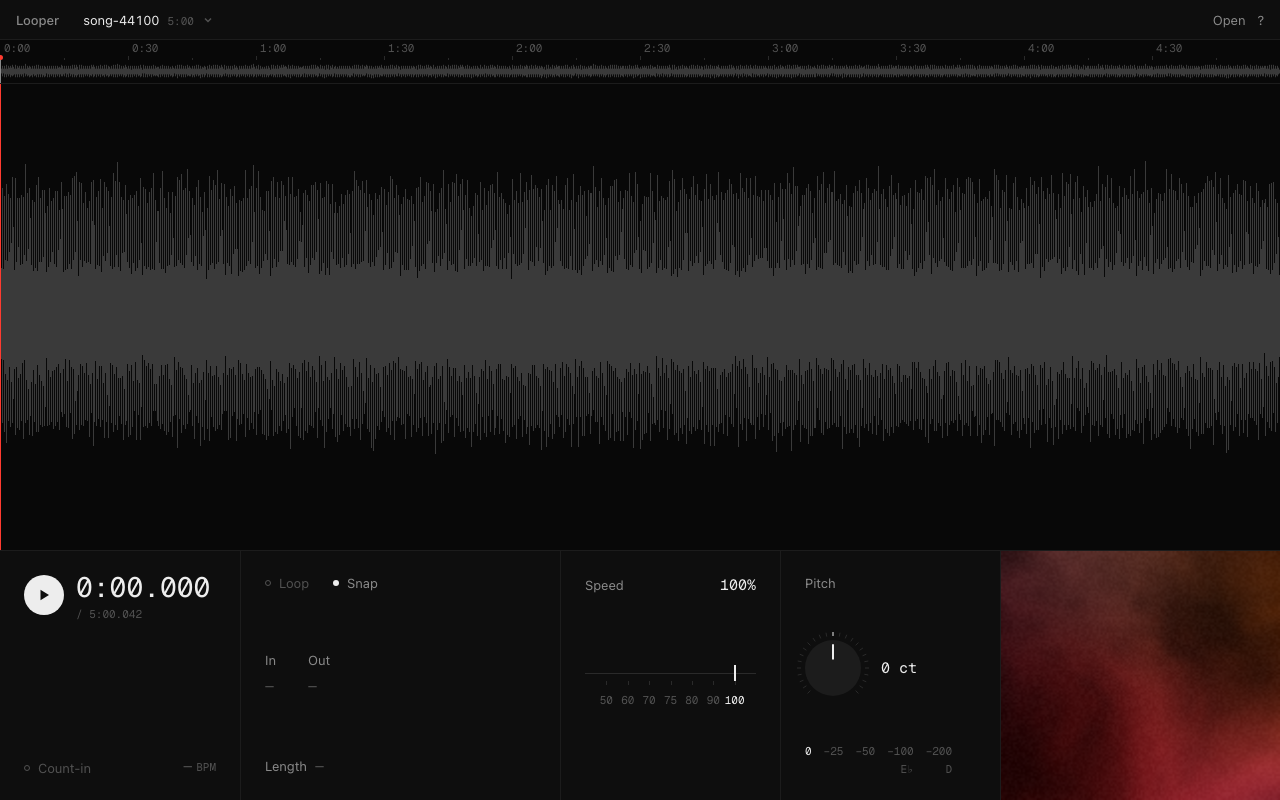 Looper song-44100 5:00 Open ?
0:00 0:30 1:00 1:30 2:00 2:30 3:00 3:30 4:00 4:30
0:00.000
/ 5:00.042
Count-in — BPM
Loop Snap
In Out
— —
Length —
Speed 100%
50 60 70 75 80 90 100
Pitch
0 ct
0 −25 −50 −100 −200
E♭ D